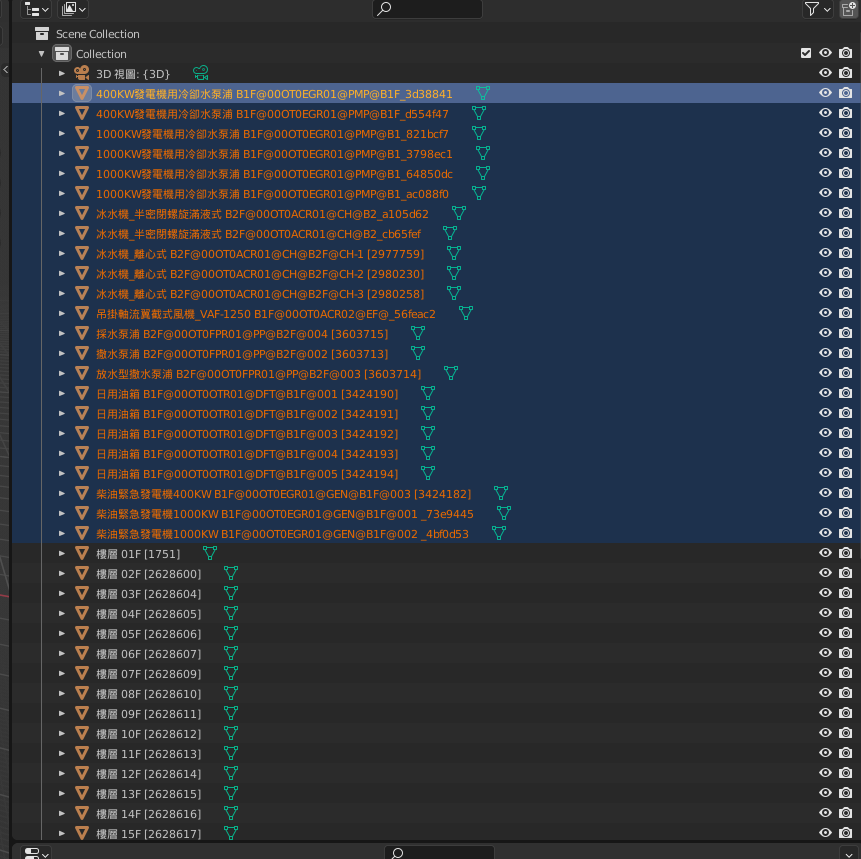 Scene Collection
Collection
3D 視圖: {3D}
400KW發電機用冷卻水泵浦 B1F@00OT0EGR01@PMP@B1F_3d38841
400KW發電機用冷卻水泵浦 B1F@00OT0EGR01@PMP@B1F_d554f47
1000KW發電機用冷卻水泵浦 B1F@00OT0EGR01@PMP@B1_821bcf7
1000KW發電機用冷卻水泵浦 B1F@00OT0EGR01@PMP@B1_3798ec1
1000KW發電機用冷卻水泵浦 B1F@00OT0EGR01@PMP@B1_64850dc
1000KW發電機用冷卻水泵浦 B1F@00OT0EGR01@PMP@B1_ac088f0
冰水機_半密閉螺旋滿液式 B2F@00OT0ACR01@CH@B2_a105d62
冰水機_半密閉螺旋滿液式 B2F@00OT0ACR01@CH@B2_cb65fef
冰水機_離心式 B2F@00OT0ACR01@CH@B2F@CH-1 [2977759]
冰水機_離心式 B2F@00OT0ACR01@CH@B2F@CH-2 [2980230]
冰水機_離心式 B2F@00OT0ACR01@CH@B2F@CH-3 [2980258]
吊掛軸流翼截式風機_VAF-1250 B1F@00OT0ACR02@EF@_56feac2
採水泵浦 B2F@00OT0FPR01@PP@B2F@004 [3603715]
撒水泵浦 B2F@00OT0FPR01@PP@B2F@002 [3603713]
放水型撒水泵浦 B2F@00OT0FPR01@PP@B2F@003 [3603714]
日用油箱 B1F@00OT0OTR01@DFT@B1F@001 [3424190]
日用油箱 B1F@00OT0OTR01@DFT@B1F@002 [3424191]
日用油箱 B1F@00OT0OTR01@DFT@B1F@003 [3424192]
日用油箱 B1F@00OT0OTR01@DFT@B1F@004 [3424193]
日用油箱 B1F@00OT0OTR01@DFT@B1F@005 [3424194]
柴油緊急發電機400KW B1F@00OT0EGR01@GEN@B1F@003 [3424182]
柴油緊急發電機1000KW B1F@00OT0EGR01@GEN@B1F@001 _73e9445
柴油緊急發電機1000KW B1F@00OT0EGR01@GEN@B1F@002 _4bf0d53
樓層 01F [1751]
樓層 02F [2628600]
樓層 03F [2628604]
樓層 04F [2628605]
樓層 05F [2628606]
樓層 06F [2628607]
樓層 07F [2628609]
樓層 08F [2628610]
樓層 09F [2628611]
樓層 10F [2628612]
樓層 11F [2628613]
樓層 12F [2628614]
樓層 13F [2628615]
樓層 14F [2628616]
樓層 15F [2628617]